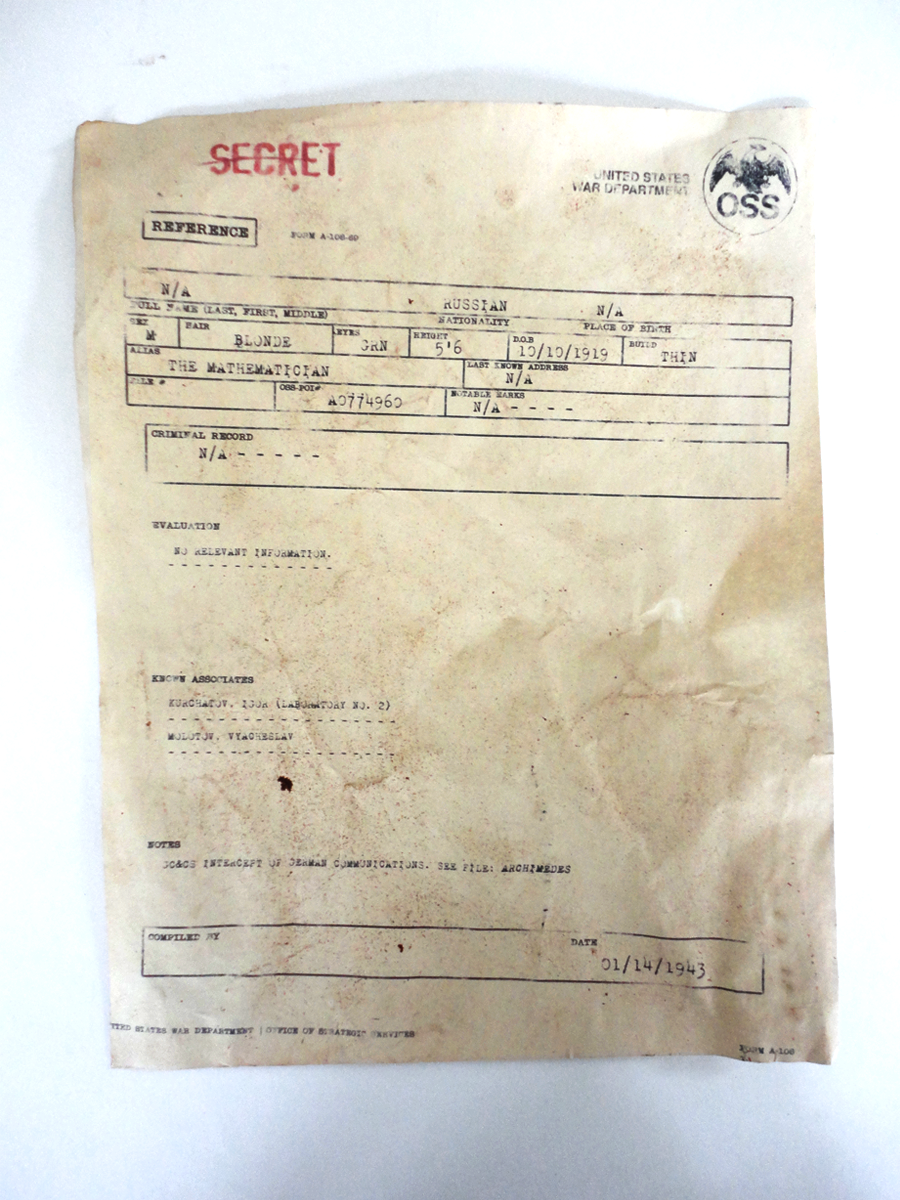 SECRET
UNITED STATES
WAR DEPARTMENT
OSS
REFERENCE
FORM A-106-60
N/A RUSSIAN N/A
FULL NAME (LAST, FIRST, MIDDLE) NATIONALITY PLACE OF BIRTH
SEX HAIR EYES HEIGHT D.O.B BUILD
M BLONDE GRN 5'6 10/10/1919 THIN
ALIAS LAST KNOWN ADDRESS
THE MATHEMATICIAN N/A
FILE # OSS-POI# NOTABLE MARKS
A0774960 N/A - - - -
CRIMINAL RECORD
N/A - - - - -
EVALUATION
NO RELEVANT INFORMATION.
KNOWN ASSOCIATES
KURCHATOV, IGOR (LABORATORY NO. 2)
MOLOTOV, VYACHESLAV
NOTES
GC&CS INTERCEPT OF GERMAN COMMUNICATIONS. SEE FILE: ARCHIMEDES
COMPILED BY DATE
01/14/1943
UNITED STATES WAR DEPARTMENT | OFFICE OF STRATEGIC SERVICES
FORM A-106